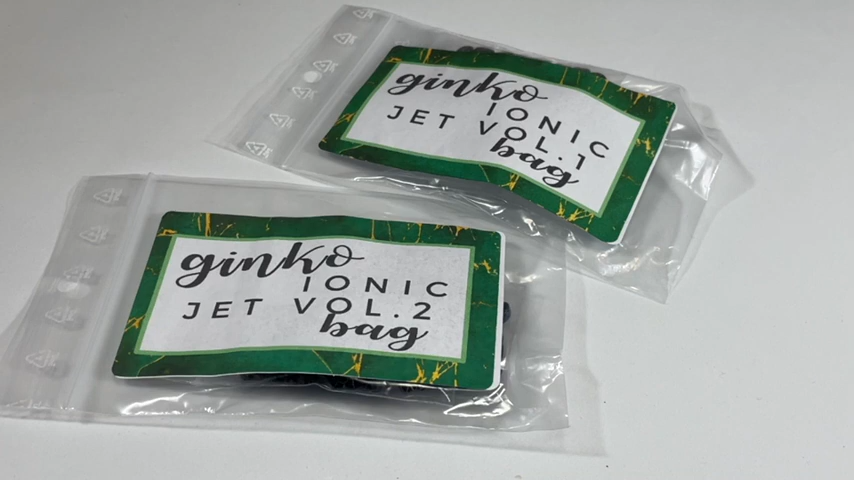 ginko
IONIC
JET VOL.1
bag
ginko
IONIC
JET VOL.2
bag